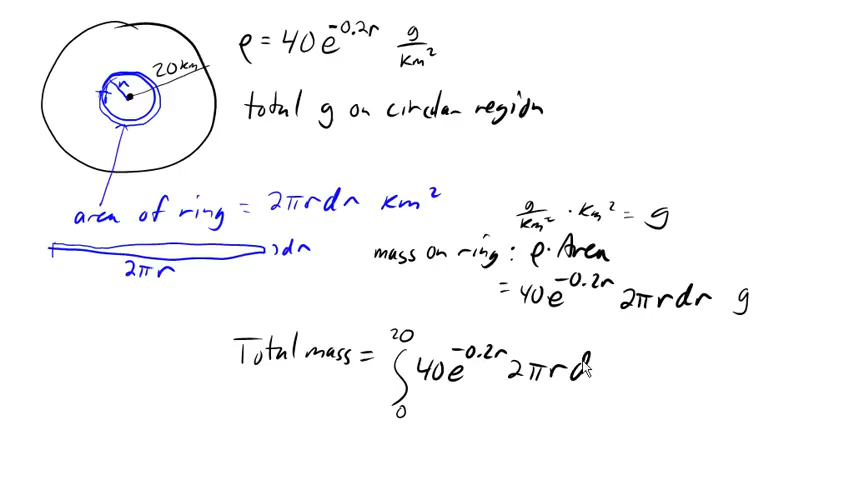 20km
r
ρ = 40e^{-0.2r} g/km²
total g on circular region
area of ring = 2πrdr km²
)dr
2πr
g/km² · km² = g
mass on ring : ρ·Area
= 40e^{-0.2r} 2πrdr g
Total mass = ∫₀²⁰ 40e^{-0.2r} 2πrd